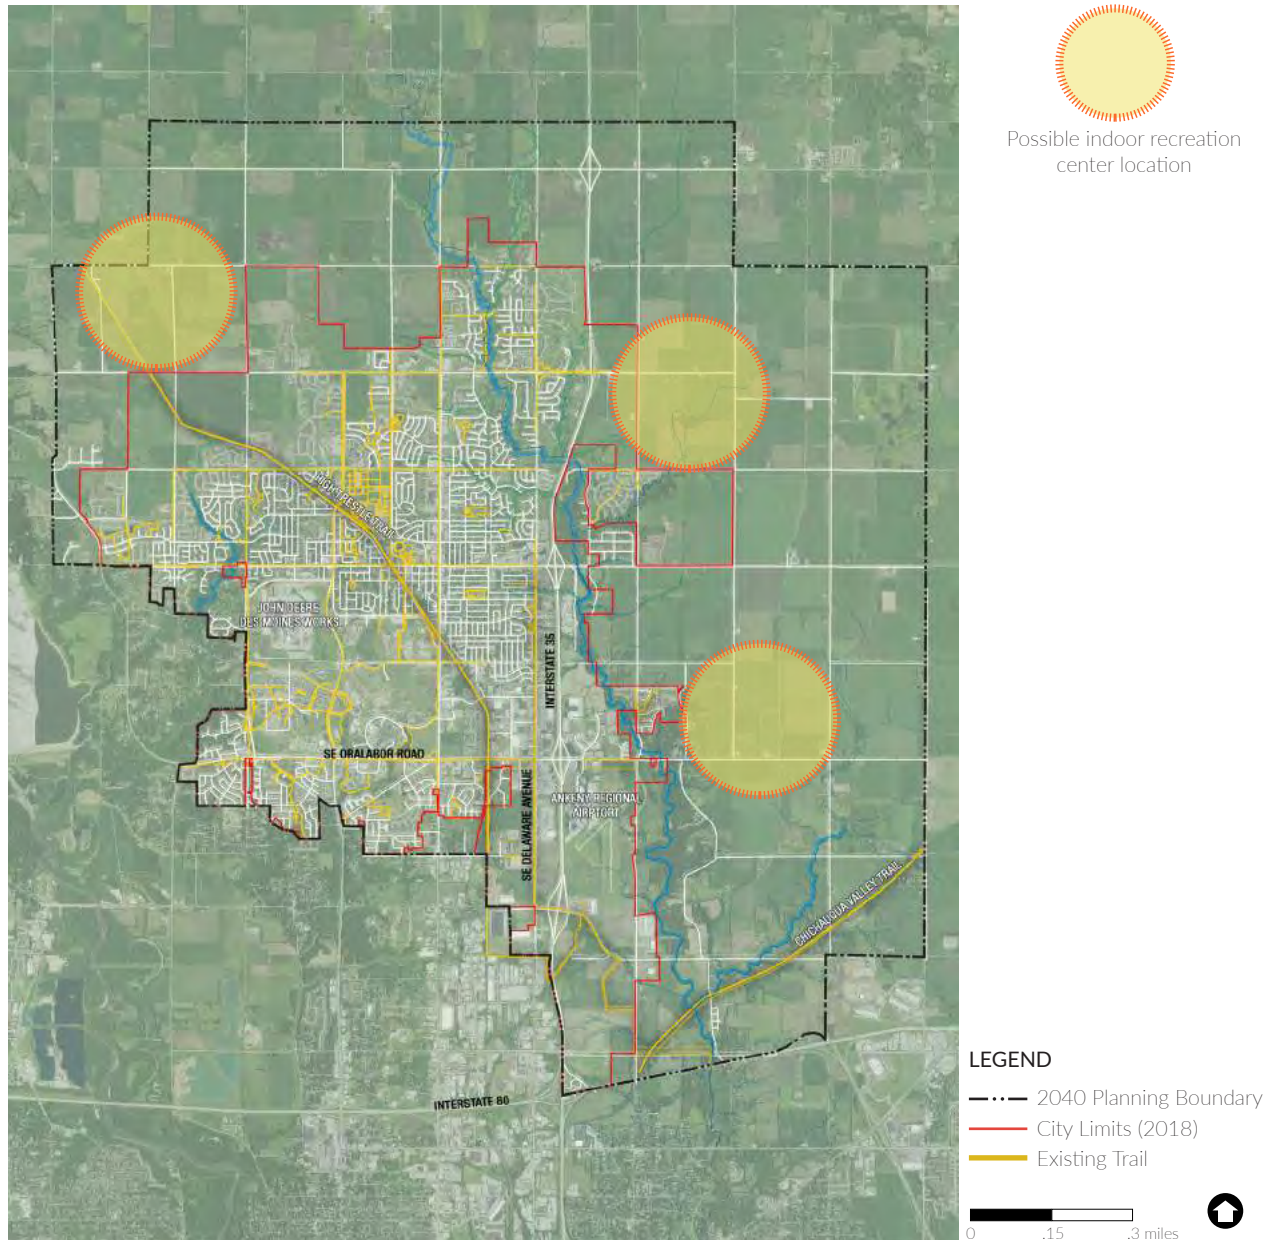 Possible indoor recreation
center location
HIGH TRESTLE TRAIL
JOHN DEERE
DES MOINES WORKS
INTERSTATE 35
SE ORALABOR ROAD
SE DELAWARE AVENUE
ANKENY REGIONAL
AIRPTORT
CHICHAUGUA VALLEY TRAIL
INTERSTATE 80
LEGEND
2040 Planning Boundary
City Limits (2018)
Existing Trail
0 .15 .3 miles